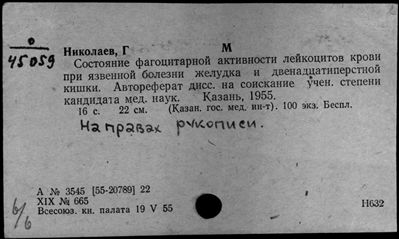 о
45059
Николаев, Г М
Состояние фагоцитарной активности лейкоцитов крови
при язвенной болезни желудка и двенадцатиперстной
кишки. Автореферат дисс. на соискание учен. степени
кандидата мед. наук. Казань, 1955.
16 с. 22 см. (Казан. гос. мед. ин-т). 100 экз. Беспл.
На правах рукописи.
А № 3545 [55-20789] 22
XIX № 665
Всесоюз. кн. палата 19 V 55
Н632
б/б